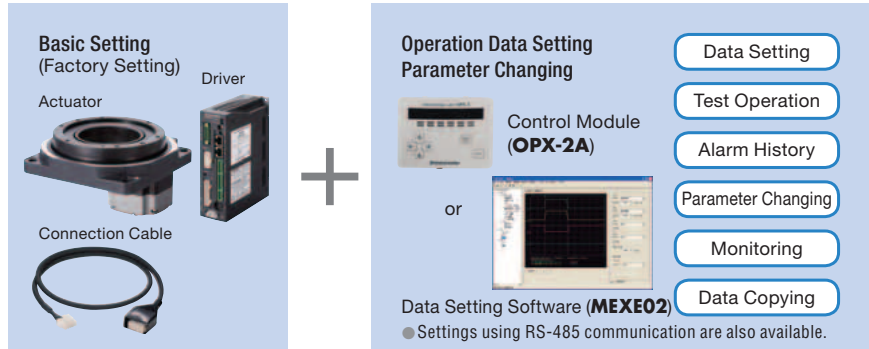 Basic Setting
(Factory Setting)
Actuator
Driver
Connection Cable
+
Operation Data Setting
Parameter Changing
Control Module
(OPX-2A)
or
Data Setting Software (MEXE02)
● Settings using RS-485 communication are also available.
Data Setting
Test Operation
Alarm History
Parameter Changing
Monitoring
Data Copying